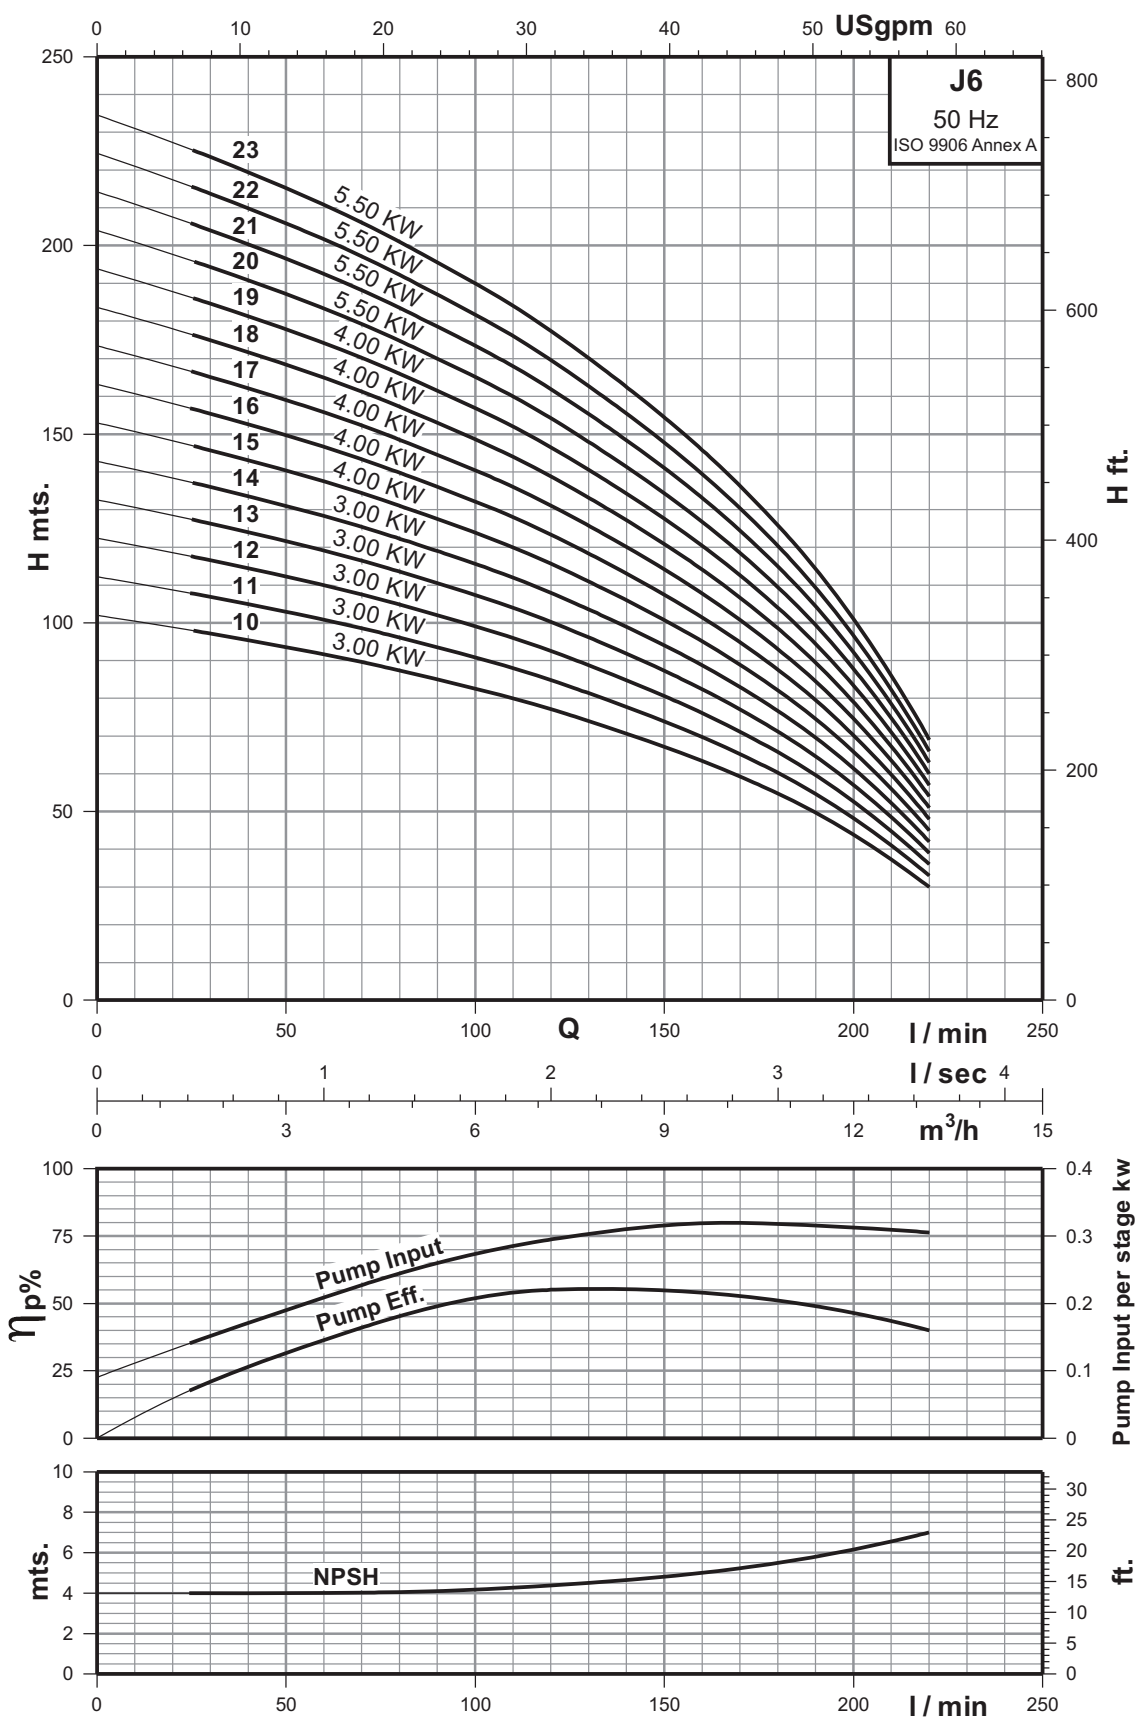 0 10 20 30 40 50 USgpm 60
250
200
150
100
50
0
H mts.
800
600
400
200
0
H ft.
J6
50 Hz
ISO 9906 Annex A
23 5.50 KW
22 5.50 KW
21 5.50 KW
20 5.50 KW
19 4.00 KW
18 4.00 KW
17 4.00 KW
16 4.00 KW
15 4.00 KW
14 3.00 KW
13 3.00 KW
12 3.00 KW
11 3.00 KW
10 3.00 KW
0 50 100 Q 150 200 l / min 250
0 1 2 3 l / sec 4
0 3 6 9 12 m³/h 15
100
75
50
25
0
ηp%
Pump Input
Pump Eff.
0.4
0.3
0.2
0.1
0
Pump Input per stage kw
10
8
6
4
2
0
mts.
NPSH
30
25
20
15
10
5
0
ft.
0 50 100 150 200 l / min 250